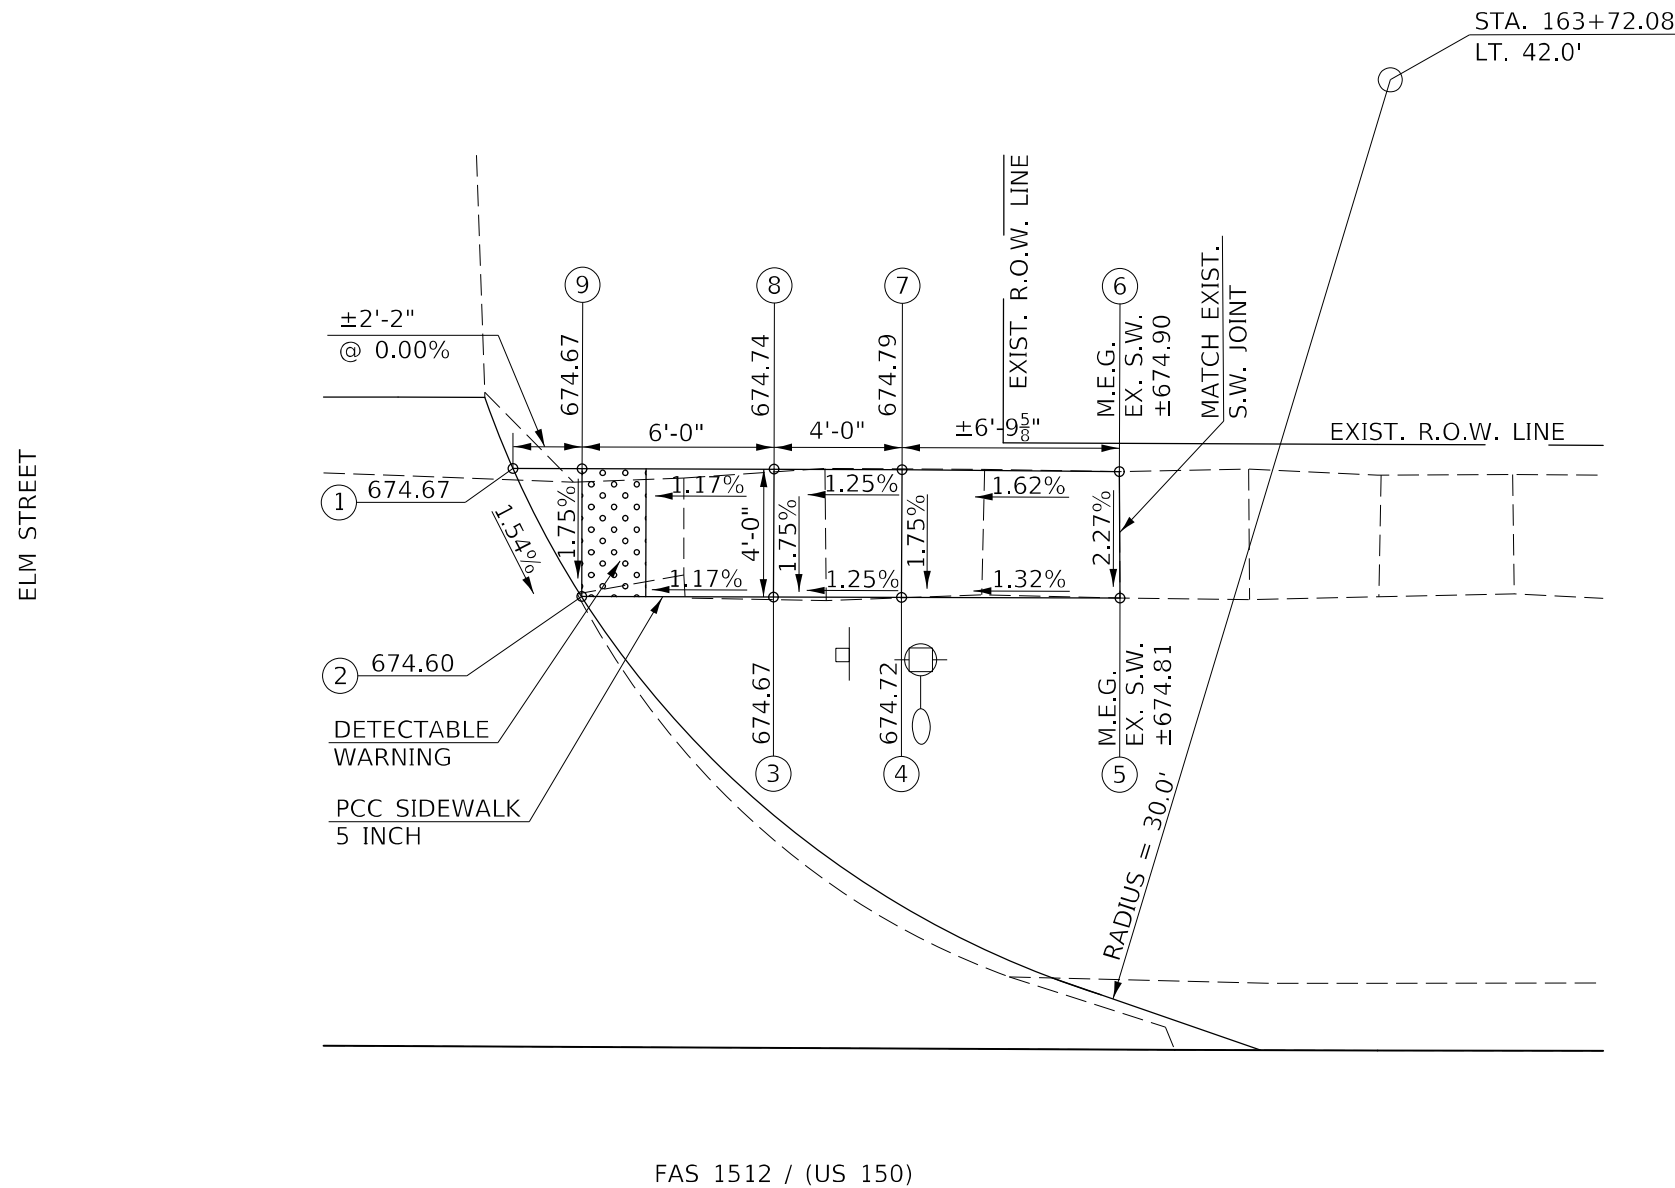 STA. 163+72.08
LT. 42.0'
EXIST. R.O.W. LINE
9
8
7
6
±2'-2"
@ 0.00%
674.67
674.74
674.79
M.E.G.
EX. S.W.
±674.90
MATCH EXIST.
S.W. JOINT
6'-0"
4'-0"
±6'-9⅝"
EXIST. R.O.W. LINE
ELM STREET
1
674.67
1.54%
1.75%
1.17%
4'-0"
1.75%
1.25%
1.75%
1.62%
2.27%
1.17%
1.25%
1.32%
2
674.60
DETECTABLE
WARNING
PCC SIDEWALK
5 INCH
674.67
674.72
M.E.G.
EX. S.W.
±674.81
3
4
5
RADIUS = 30.0'
FAS 1512 / (US 150)